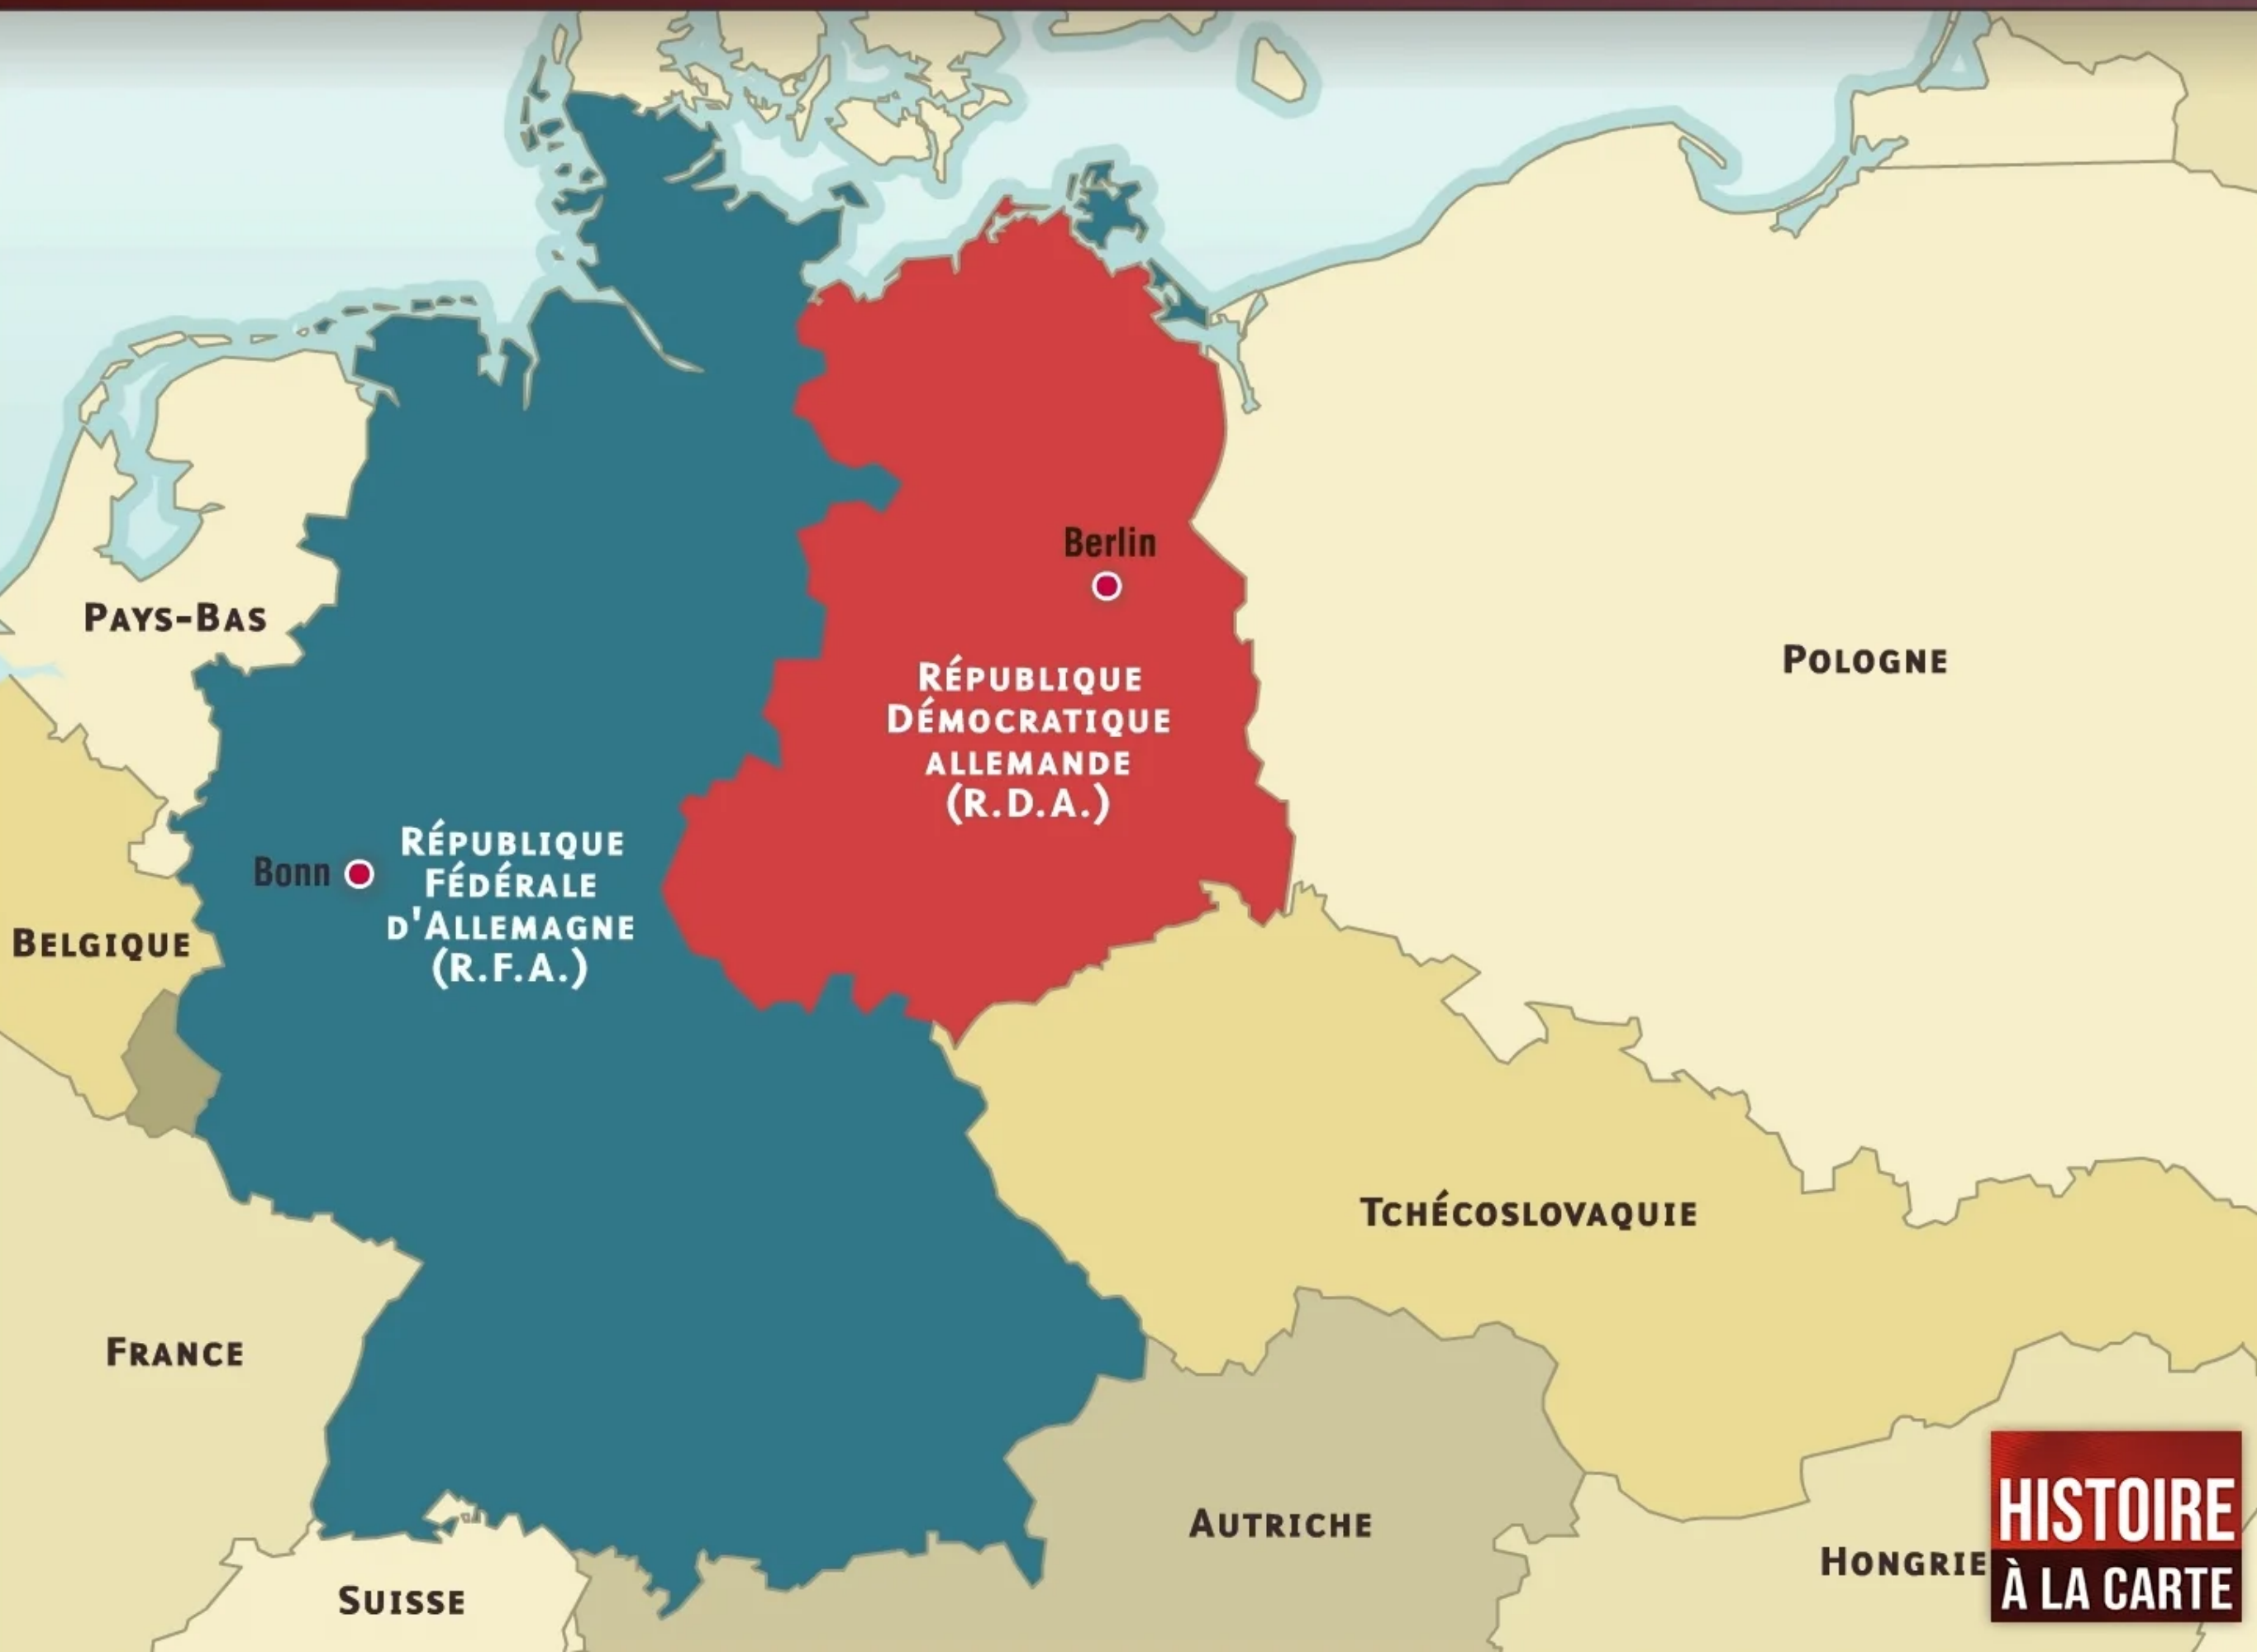 Berlin
PAYS-BAS
POLOGNE
RÉPUBLIQUE
DÉMOCRATIQUE
ALLEMANDE
(R.D.A.)
RÉPUBLIQUE
FÉDÉRALE
D'ALLEMAGNE
(R.F.A.)
Bonn
BELGIQUE
TCHÉCOSLOVAQUIE
FRANCE
AUTRICHE
HONGRIE
SUISSE
HISTOIRE
À LA CARTE